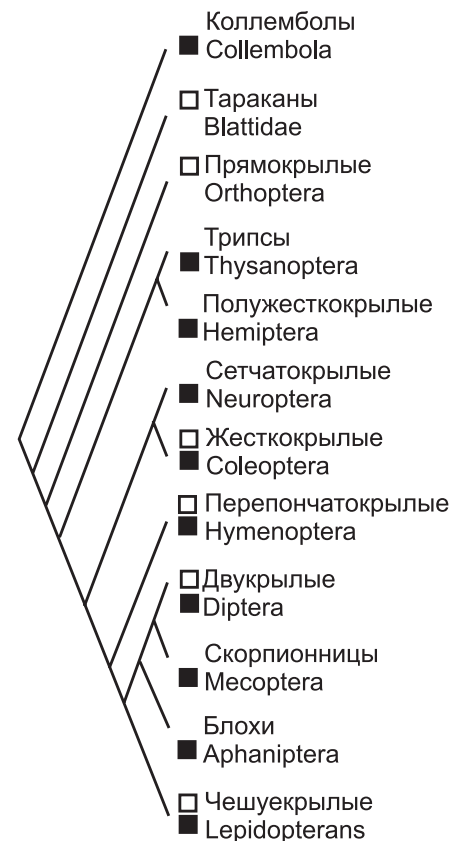 Коллемболы
Collembola
Тараканы
Blattidae
Прямокрылые
Orthoptera
Трипсы
Thysanoptera
Полужесткокрылые
Hemiptera
Сетчатокрылые
Neuroptera
Жесткокрылые
Coleoptera
Перепончатокрылые
Hymenoptera
Двукрылые
Diptera
Скорпионницы
Mecoptera
Блохи
Aphaniptera
Чешуекрылые
Lepidopterans